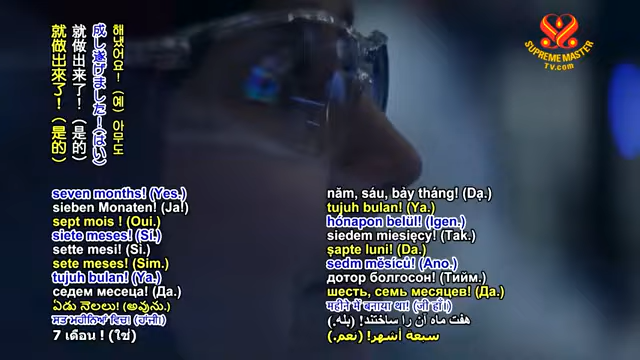 해냈어요! (예) 아무도
成し遂げました！(はい)
就做出来了！(是的)
就做出來了！(是的)
SUPREME MASTER
TV.com
seven months! (Yes.)
sieben Monaten! (Ja!)
sept mois ! (Oui.)
siete meses! (Sí.)
sette mesi! (Sì.)
sete meses! (Sim.)
tujuh bulan! (Ya.)
седем месеца! (Да.)
ఏడు నెలలు! (అవును.)
ਸਤ ਮਹੀਨਿਆਂ ਵਿਚ! (ਹਾਂਜੀ!)
7 เดือน ! (ใช่)
năm, sáu, bảy tháng! (Dạ.)
tujuh bulan! (Ya.)
hónapon belül! (Igen.)
siedem miesięcy! (Tak.)
șapte luni! (Da.)
sedm měsíců! (Ano.)
дотор болгосон! (Тийм.)
шесть, семь месяцев! (Да.)
महीने में बनाया था! (जी हाँ।)
هفت ماه آن را ساختند! (بله.)
سبعة أشهر! (نعم.)